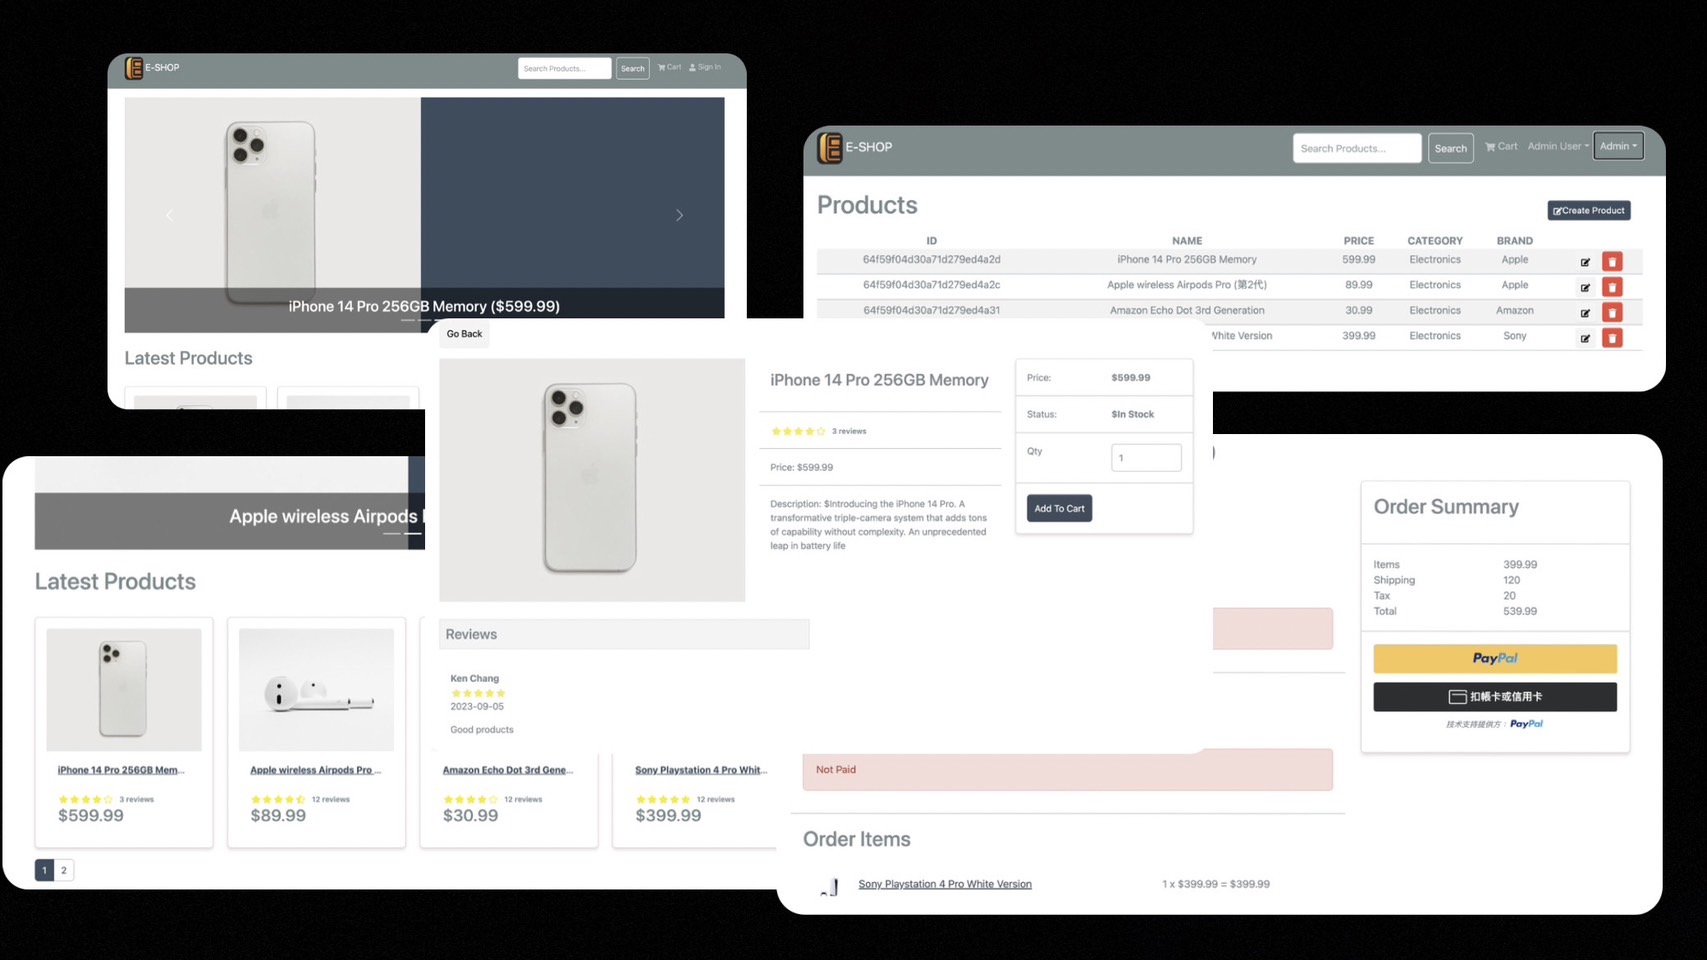 E-SHOP
Search Products...
Search
Cart
Sign In
iPhone 14 Pro 256GB Memory ($599.99)
Latest Products
E-SHOP
Search Products...
Search
Cart
Admin User
Admin
Products
Create Product
ID NAME PRICE CATEGORY BRAND
64f59f04d30a71d279ed4a2d iPhone 14 Pro 256GB Memory 599.99 Electronics Apple
64f59f04d30a71d279ed4a2c Apple wireless Airpods Pro (第2代) 89.99 Electronics Apple
64f59f04d30a71d279ed4a31 Amazon Echo Dot 3rd Generation 30.99 Electronics Amazon
White Version 399.99 Electronics Sony
Go Back
iPhone 14 Pro 256GB Memory
3 reviews
Price: $599.99
Description: $Introducing the iPhone 14 Pro. A
transformative triple-camera system that adds tons
of capability without complexity. An unprecedented
leap in battery life
Price: $599.99
Status: $In Stock
Qty 1
Add To Cart
Reviews
Ken Chang
2023-09-05
Good products
Apple wireless Airpods
Latest Products
iPhone 14 Pro 256GB Mem...
3 reviews
$599.99
Apple wireless Airpods Pro ...
12 reviews
$89.99
Amazon Echo Dot 3rd Gene...
12 reviews
$30.99
Sony Playstation 4 Pro Whit...
12 reviews
$399.99
1 2
Order Summary
Items 399.99
Shipping 120
Tax 20
Total 539.99
PayPal
扣帳卡或信用卡
技术支持提供方： PayPal
Not Paid
Order Items
Sony Playstation 4 Pro White Version 1 x $399.99 = $399.99